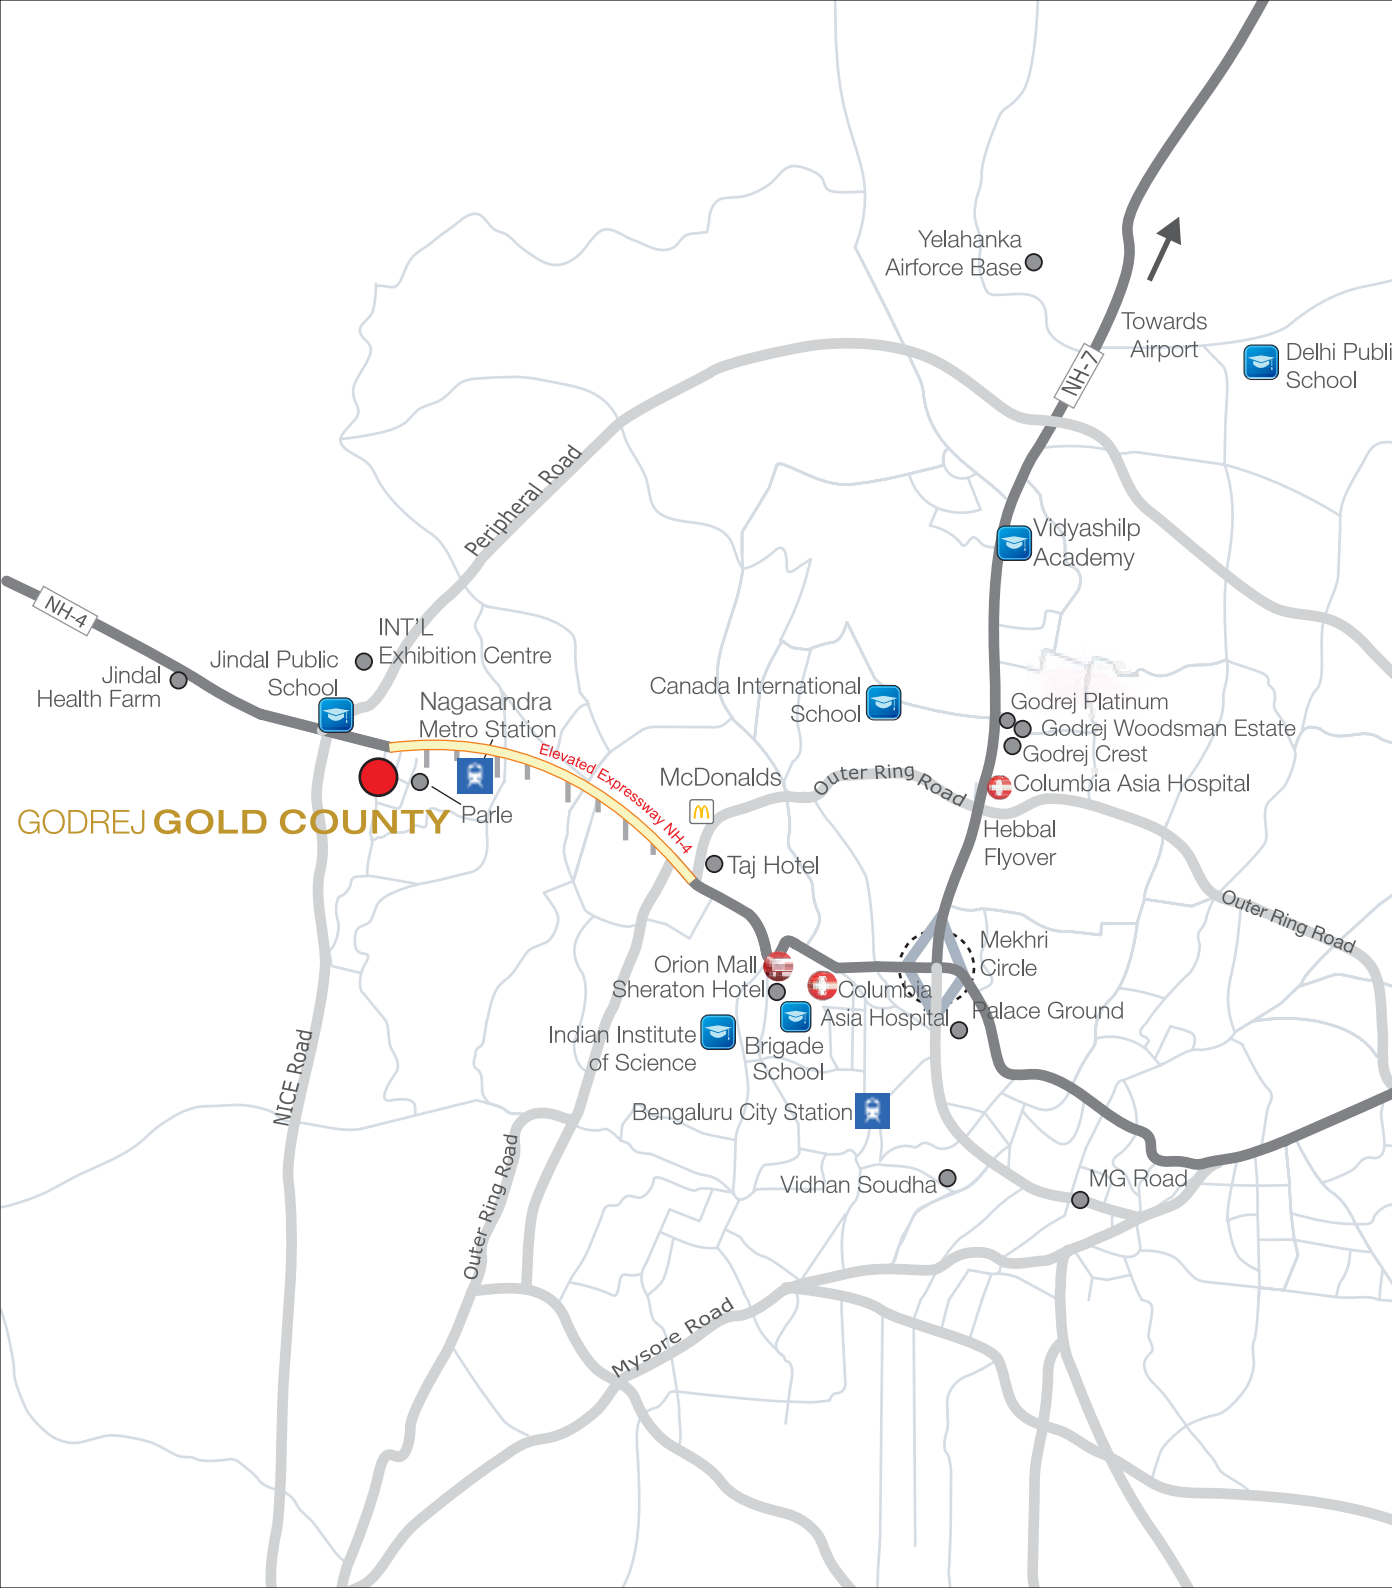 Yelahanka
Airforce Base
Towards
Airport
NH-7
Delhi Publi
School
Peripheral Road
Vidyashilp
Academy
NH-4
INT'L
Exhibition Centre
Jindal Public
School
Jindal
Health Farm
Nagasandra
Metro Station
Elevated Expressway NH-4
Canada International
School
Godrej Platinum
Godrej Woodsman Estate
Godrej Crest
Columbia Asia Hospital
McDonalds
Outer Ring Road
GODREJ GOLD COUNTY
Parle
Hebbal
Flyover
Taj Hotel
Outer Ring Road
Mekhri
Circle
Orion Mall
Sheraton Hotel
Columbia
Asia Hospital
Palace Ground
Indian Institute
of Science
Brigade
School
NICE Road
Bengaluru City Station
Outer Ring Road
Vidhan Soudha
MG Road
Mysore Road